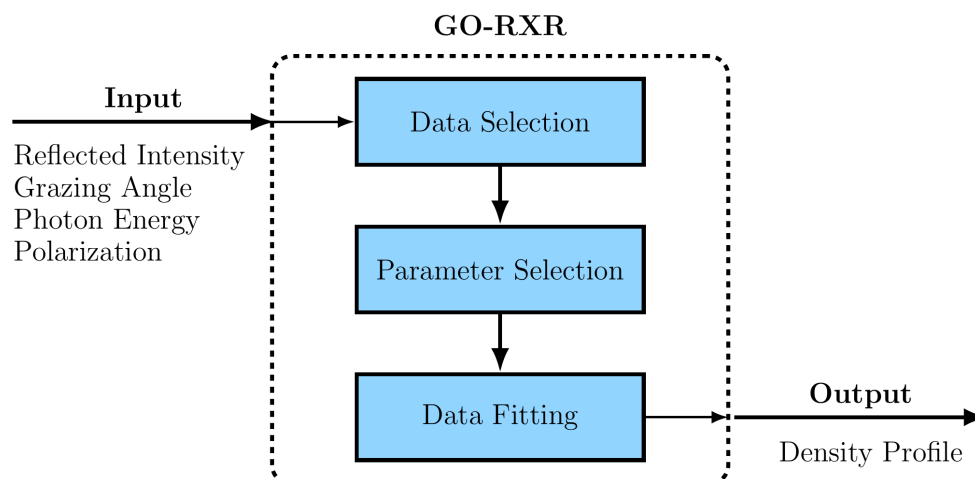 GO-RXR
Input
Reflected Intensity
Grazing Angle
Photon Energy
Polarization
Data Selection
Parameter Selection
Data Fitting
Output
Density Profile